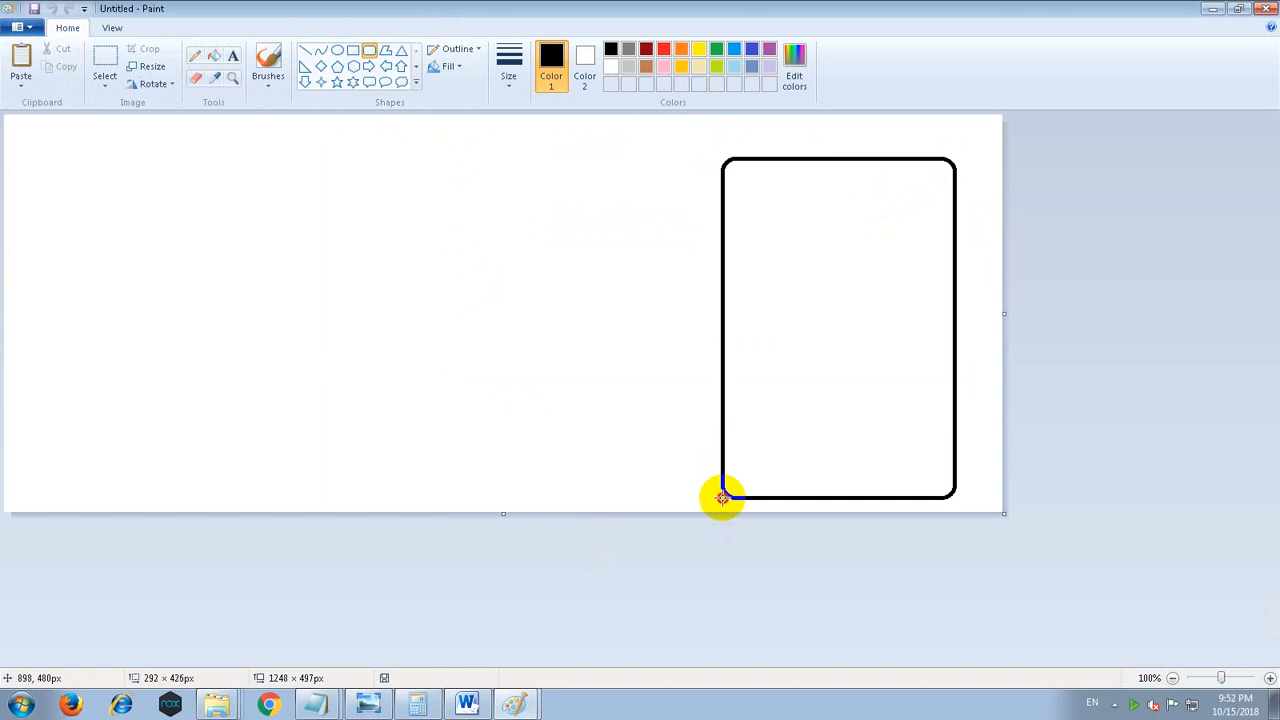 Untitled - Paint
Home
View
Paste
Cut
Copy
Clipboard
Select
Crop
Resize
Rotate
Image
Tools
Brushes
Outline
Fill
Shapes
Size
Color 1
Color 2
Edit colors
Colors
898, 480px
292 × 426px
1248 × 497px
100%
nox
W
EN
9:52 PM
10/15/2018